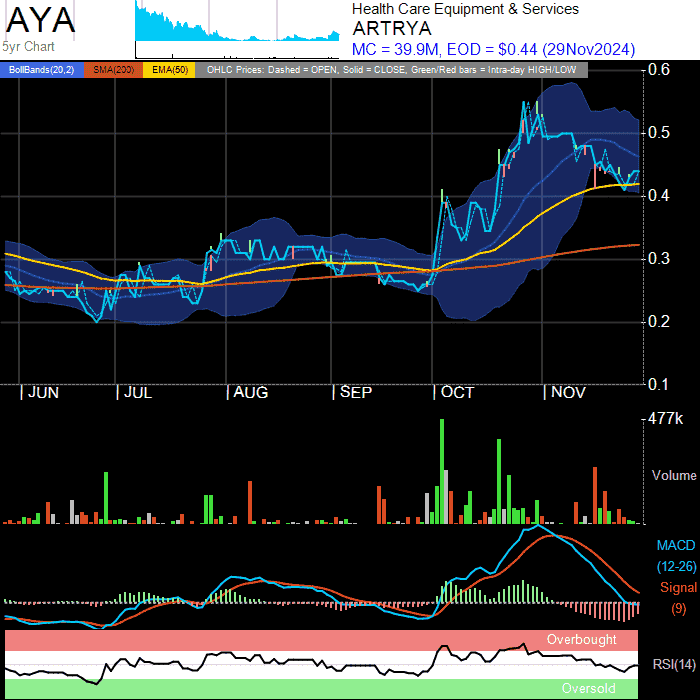 AYA
5yr Chart
Health Care Equipment & Services
ARTRYA
MC = 39.9M, EOD = $0.44 (29Nov2024)
BollBands(20,2) SMA(200) EMA(50) OHLC Prices: Dashed = OPEN, Solid = CLOSE, Green/Red bars = Intra-day HIGH/LOW
0.6
0.5
0.4
0.3
0.2
0.1
| JUN | JUL | AUG | SEP | OCT | NOV
477k
Volume
MACD
(12-26)
Signal
(9)
Overbought
RSI(14)
Oversold